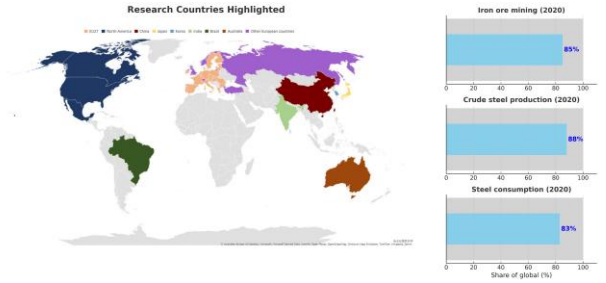 Research Countries Highlighted
EU27 North America China Japan Korea India Brazil Australia Other European countries
Iron ore mining (2020)
85%
0 20 40 60 80 100
Crude steel production (2020)
88%
0 20 40 60 80 100
Steel consumption (2020)
83%
0 20 40 60 80 100
Share of global (%)